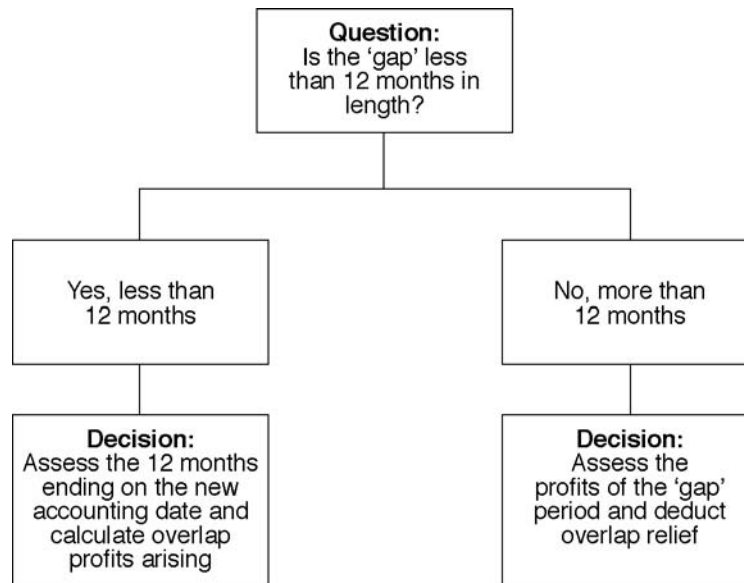 Question:
Is the ‘gap’ less
than 12 months in
length?
Yes, less than
12 months
No, more than
12 months
Decision:
Assess the 12 months
ending on the new
accounting date and
calculate overlap
profits arising
Decision:
Assess the
profits of the ‘gap’
period and deduct
overlap relief